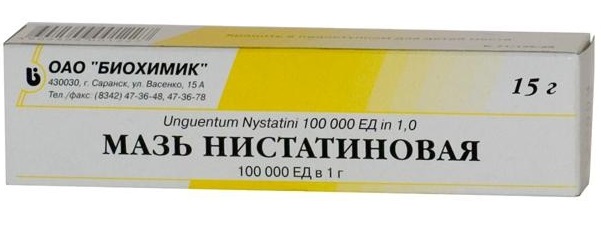 ОАО "БИОХИМИК"
430030, г. Саранск, ул. Васенко, 15 А
Тел./факс: (8342) 47-36-48, 47-36-78
15 г
Unguentum Nystatini 100 000 ЕД in 1,0
МАЗЬ НИСТАТИНОВАЯ
100 000 ЕД в 1 г